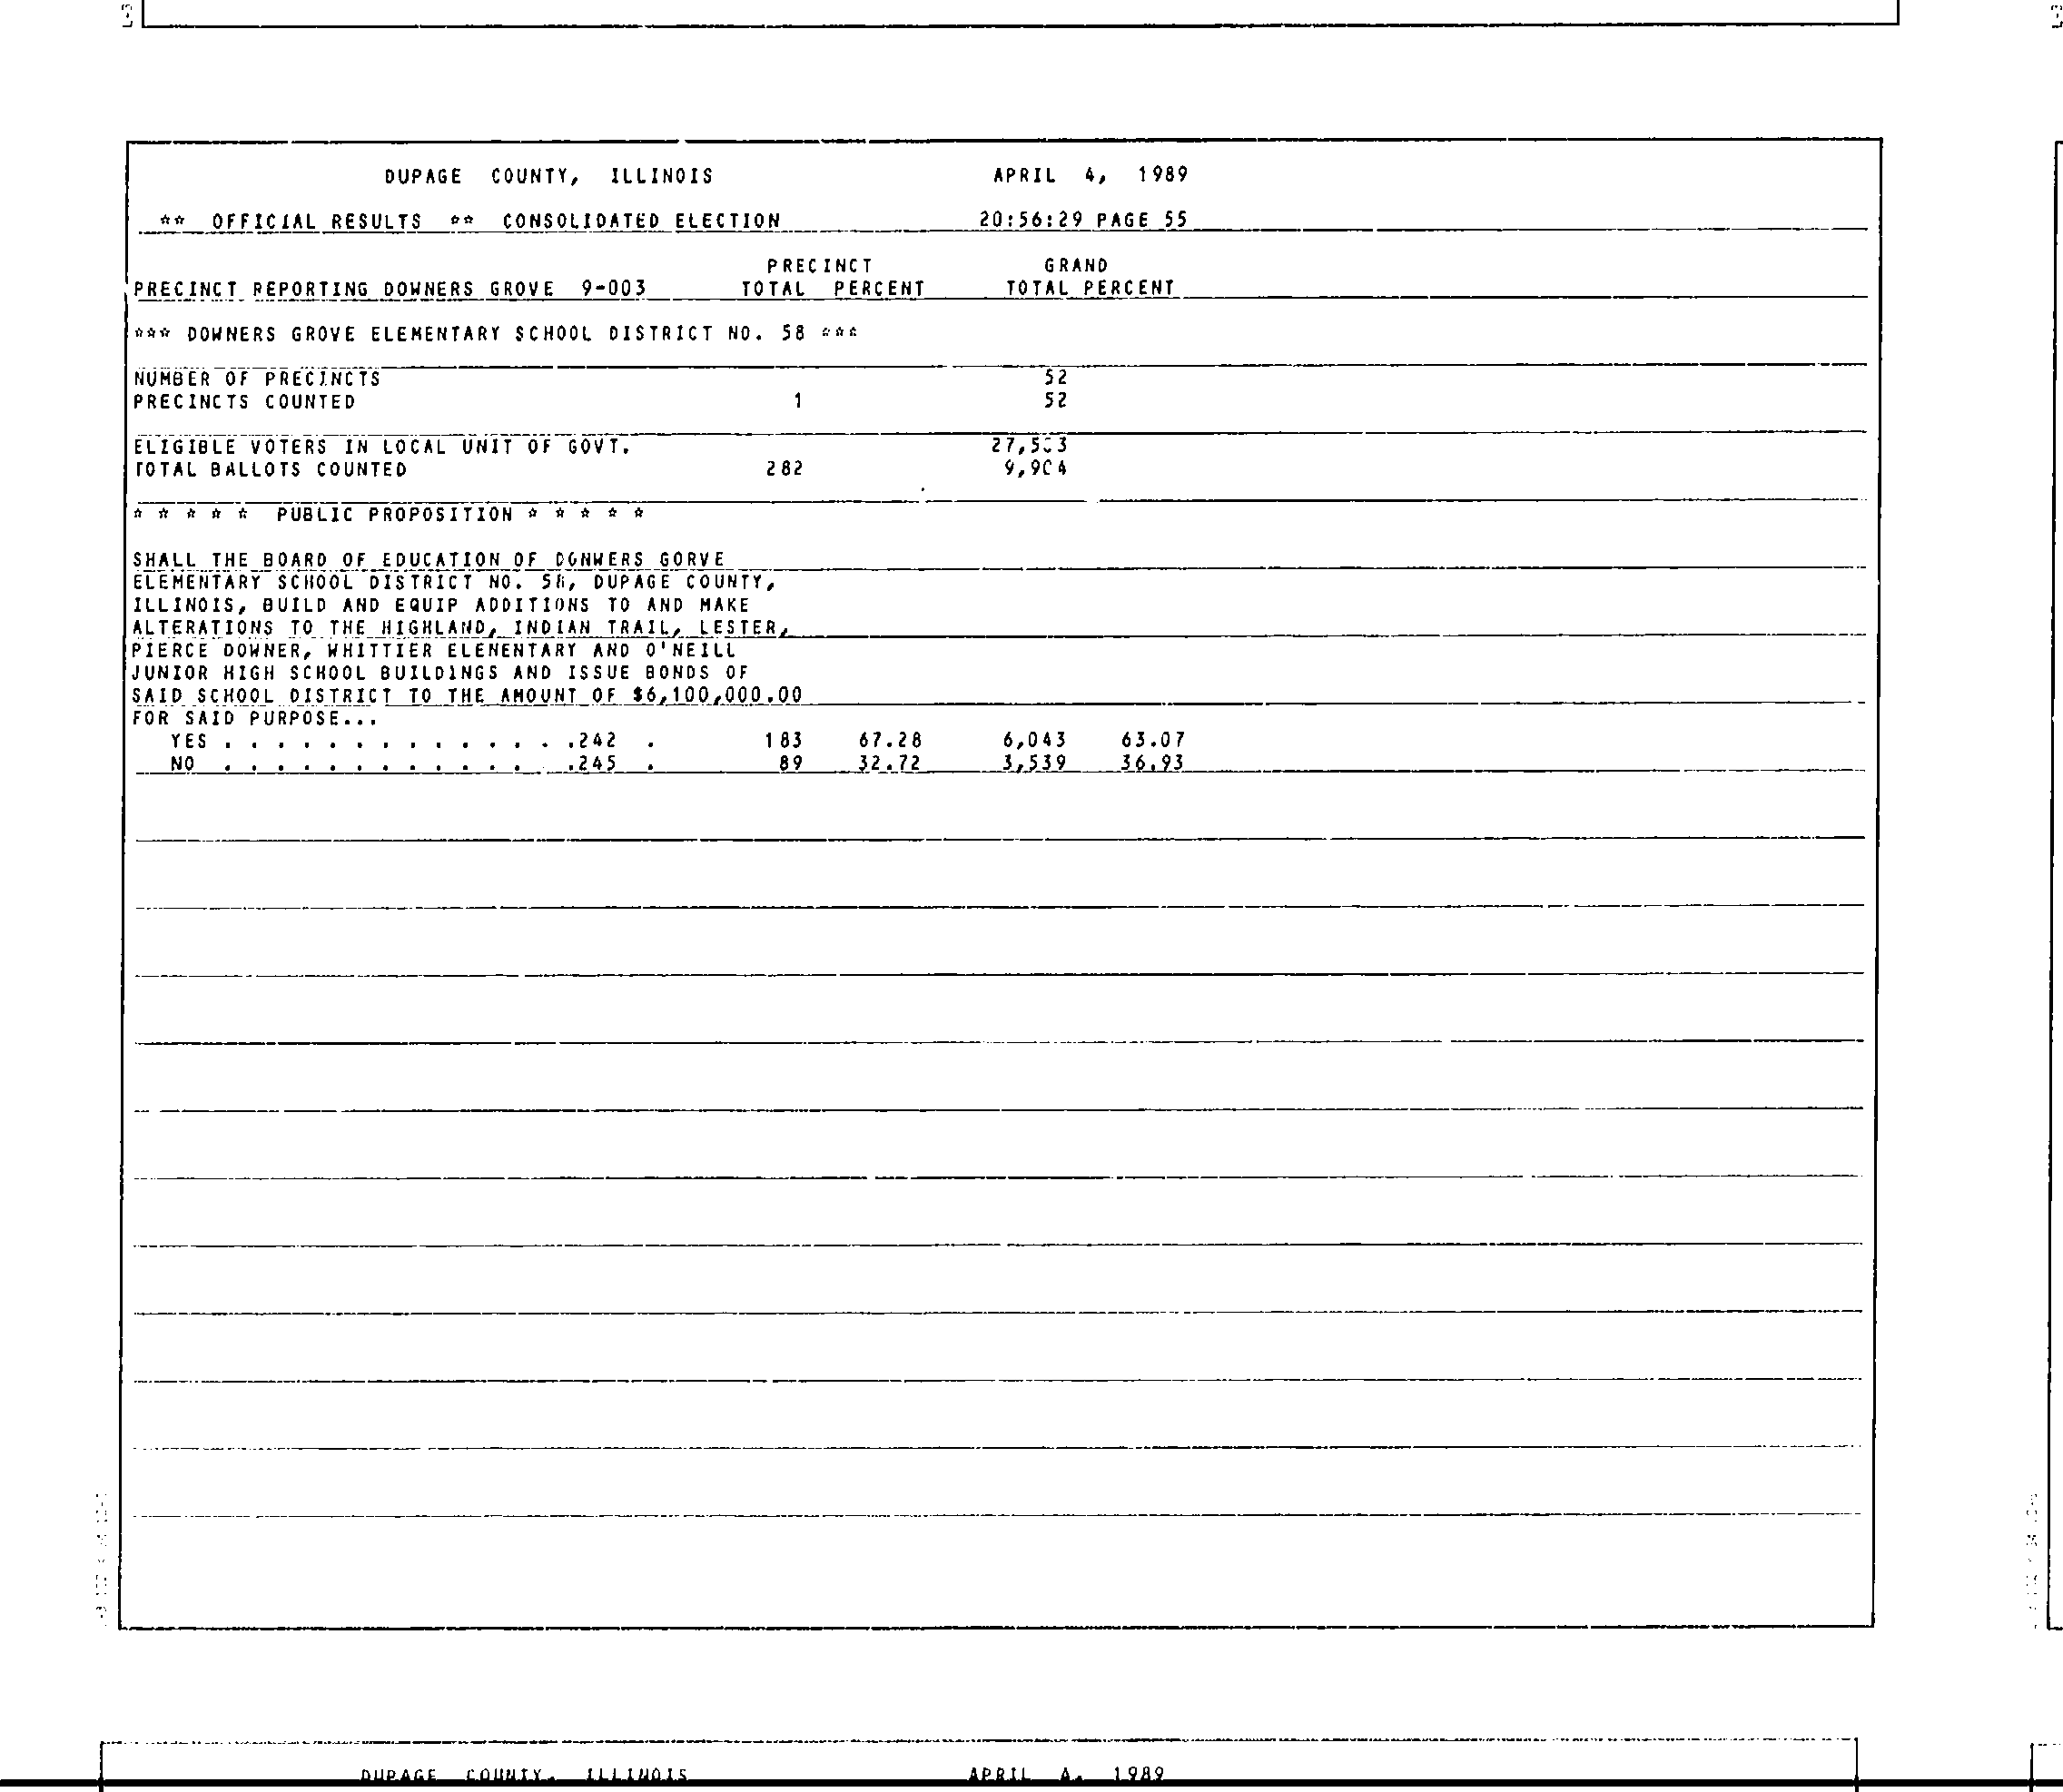 DUPAGE COUNTY, ILLINOIS APRIL 4, 1989
** OFFICIAL RESULTS ** CONSOLIDATED ELECTION 20:56:29 PAGE 55
PRECINCT GRAND
PRECINCT REPORTING DOWNERS GROVE 9-003 TOTAL PERCENT TOTAL PERCENT
*** DOWNERS GROVE ELEMENTARY SCHOOL DISTRICT NO. 58 ***
NUMBER OF PRECINCTS 52
PRECINCTS COUNTED 1 52
ELIGIBLE VOTERS IN LOCAL UNIT OF GOVT.
TOTAL BALLOTS COUNTED 282 9,904
* * * * * PUBLIC PROPOSITION * * * * *
SHALL THE BOARD OF EDUCATION OF DONWERS GORVE
ELEMENTARY SCHOOL DISTRICT NO. 58, DUPAGE COUNTY,
ILLINOIS, BUILD AND EQUIP ADDITIONS TO AND MAKE
ALTERATIONS TO THE HIGHLAND, INDIAN TRAIL, LESTER,
PIERCE DOWNER, WHITTIER ELENENTARY AND O'NEILL
JUNIOR HIGH SCHOOL BUILDINGS AND ISSUE BONDS OF
SAID SCHOOL DISTRICT TO THE AMOUNT OF $6,100,000.00
FOR SAID PURPOSE...
YES . . . . . . . . . . . . . .242 . 183 67.28 6,043 63.07
NO . . . . . . . . . . . . . .245 . 89 32.72 3,539 36.93
DUPAGE COUNTY, ILLINOIS APRIL 4, 1989